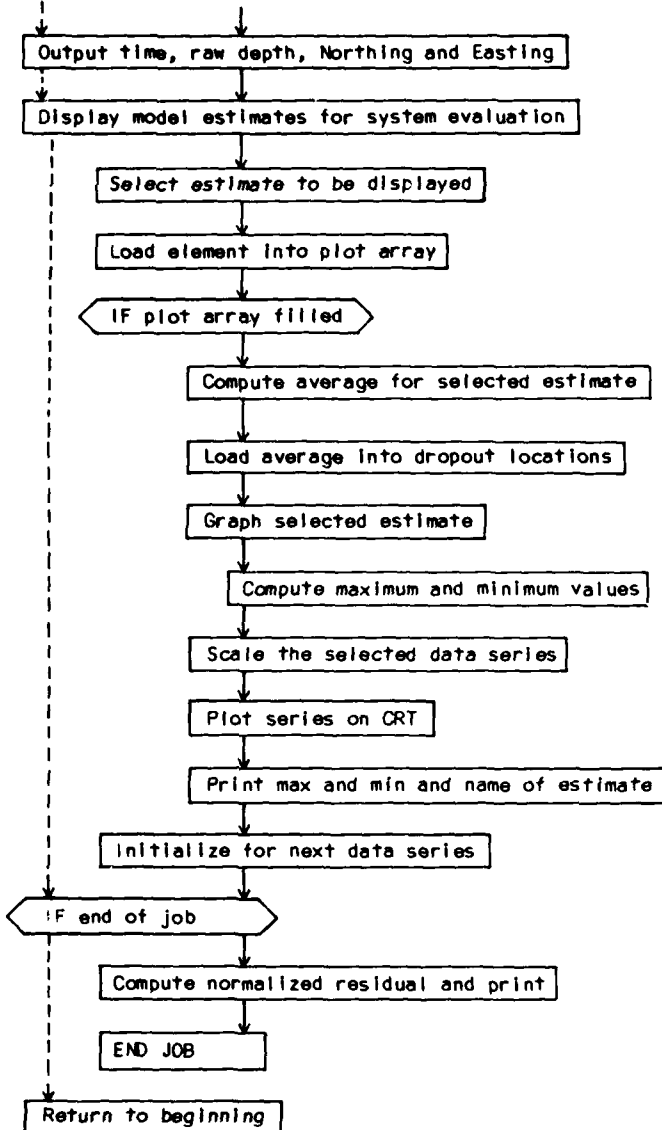 Output time, raw depth, Northing and Easting
Display model estimates for system evaluation
Select estimate to be displayed
Load element into plot array
IF plot array filled
Compute average for selected estimate
Load average into dropout locations
Graph selected estimate
Compute maximum and minimum values
Scale the selected data series
Plot series on CRT
Print max and min and name of estimate
Initialize for next data series
IF end of job
Compute normalized residual and print
END JOB
Return to beginning